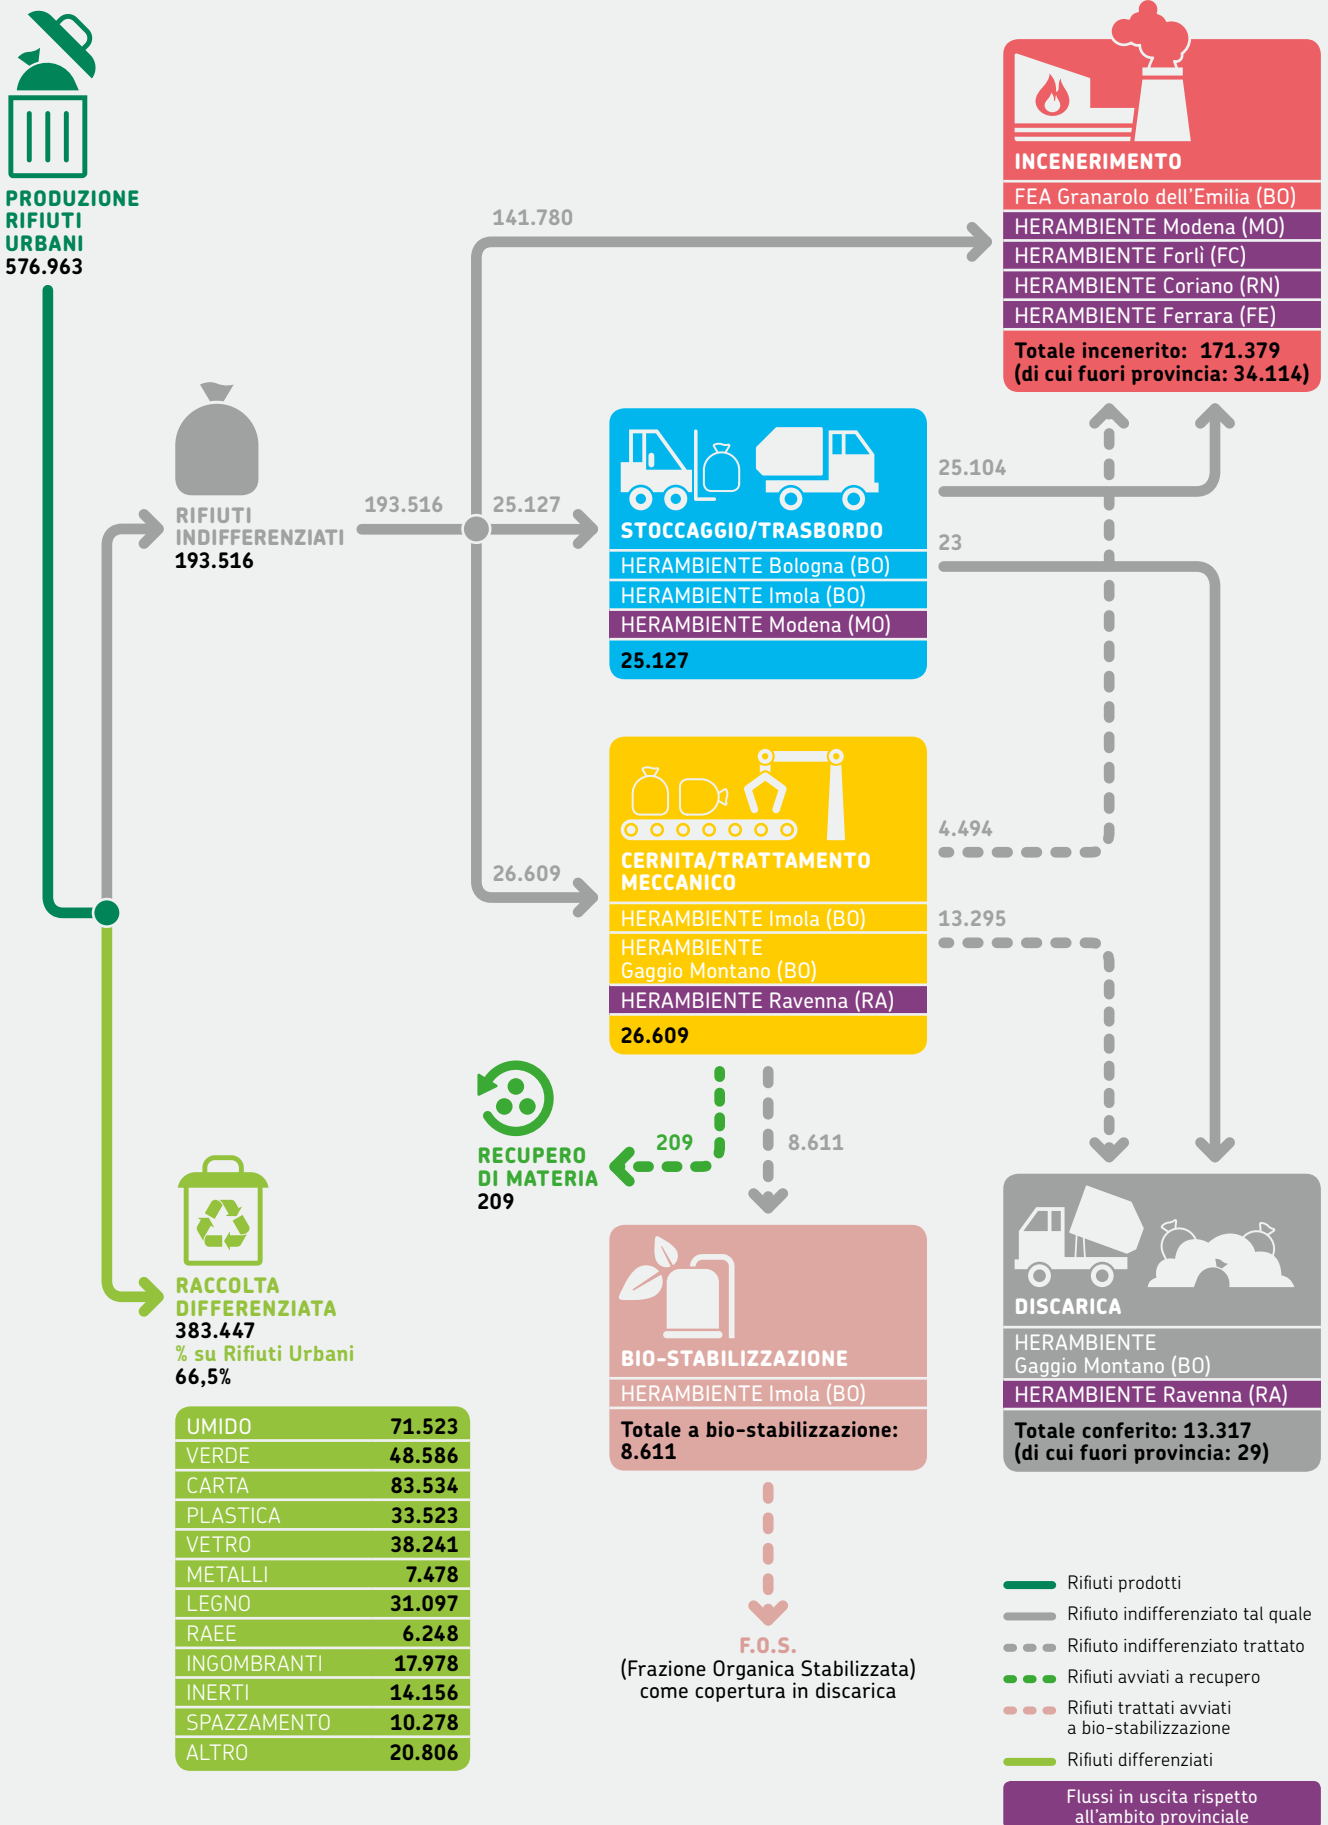 PRODUZIONE
RIFIUTI
URBANI
576.963
RIFIUTI
INDIFFERENZIATI
193.516
193.516
141.780
25.127
26.609
INCENERIMENTO
FEA Granarolo dell'Emilia (BO)
HERAMBIENTE Modena (MO)
HERAMBIENTE Forlì (FC)
HERAMBIENTE Coriano (RN)
HERAMBIENTE Ferrara (FE)
Totale incenerito: 171.379
(di cui fuori provincia: 34.114)
STOCCAGGIO/TRASBORDO
HERAMBIENTE Bologna (BO)
HERAMBIENTE Imola (BO)
HERAMBIENTE Modena (MO)
25.127
25.104
23
CERNITA/TRATTAMENTO
MECCANICO
HERAMBIENTE Imola (BO)
HERAMBIENTE
Gaggio Montano (BO)
HERAMBIENTE Ravenna (RA)
26.609
4.494
13.295
209
8.611
RECUPERO
DI MATERIA
209
BIO-STABILIZZAZIONE
HERAMBIENTE Imola (BO)
Totale a bio-stabilizzazione:
8.611
F.O.S.
(Frazione Organica Stabilizzata)
come copertura in discarica
DISCARICA
HERAMBIENTE
Gaggio Montano (BO)
HERAMBIENTE Ravenna (RA)
Totale conferito: 13.317
(di cui fuori provincia: 29)
RACCOLTA
DIFFERENZIATA
383.447
% su Rifiuti Urbani
66,5%
UMIDO 71.523
VERDE 48.586
CARTA 83.534
PLASTICA 33.523
VETRO 38.241
METALLI 7.478
LEGNO 31.097
RAEE 6.248
INGOMBRANTI 17.978
INERTI 14.156
SPAZZAMENTO 10.278
ALTRO 20.806
Rifiuti prodotti
Rifiuto indifferenziato tal quale
Rifiuto indifferenziato trattato
Rifiuti avviati a recupero
Rifiuti trattati avviati
a bio-stabilizzazione
Rifiuti differenziati
Flussi in uscita rispetto
all'ambito provinciale